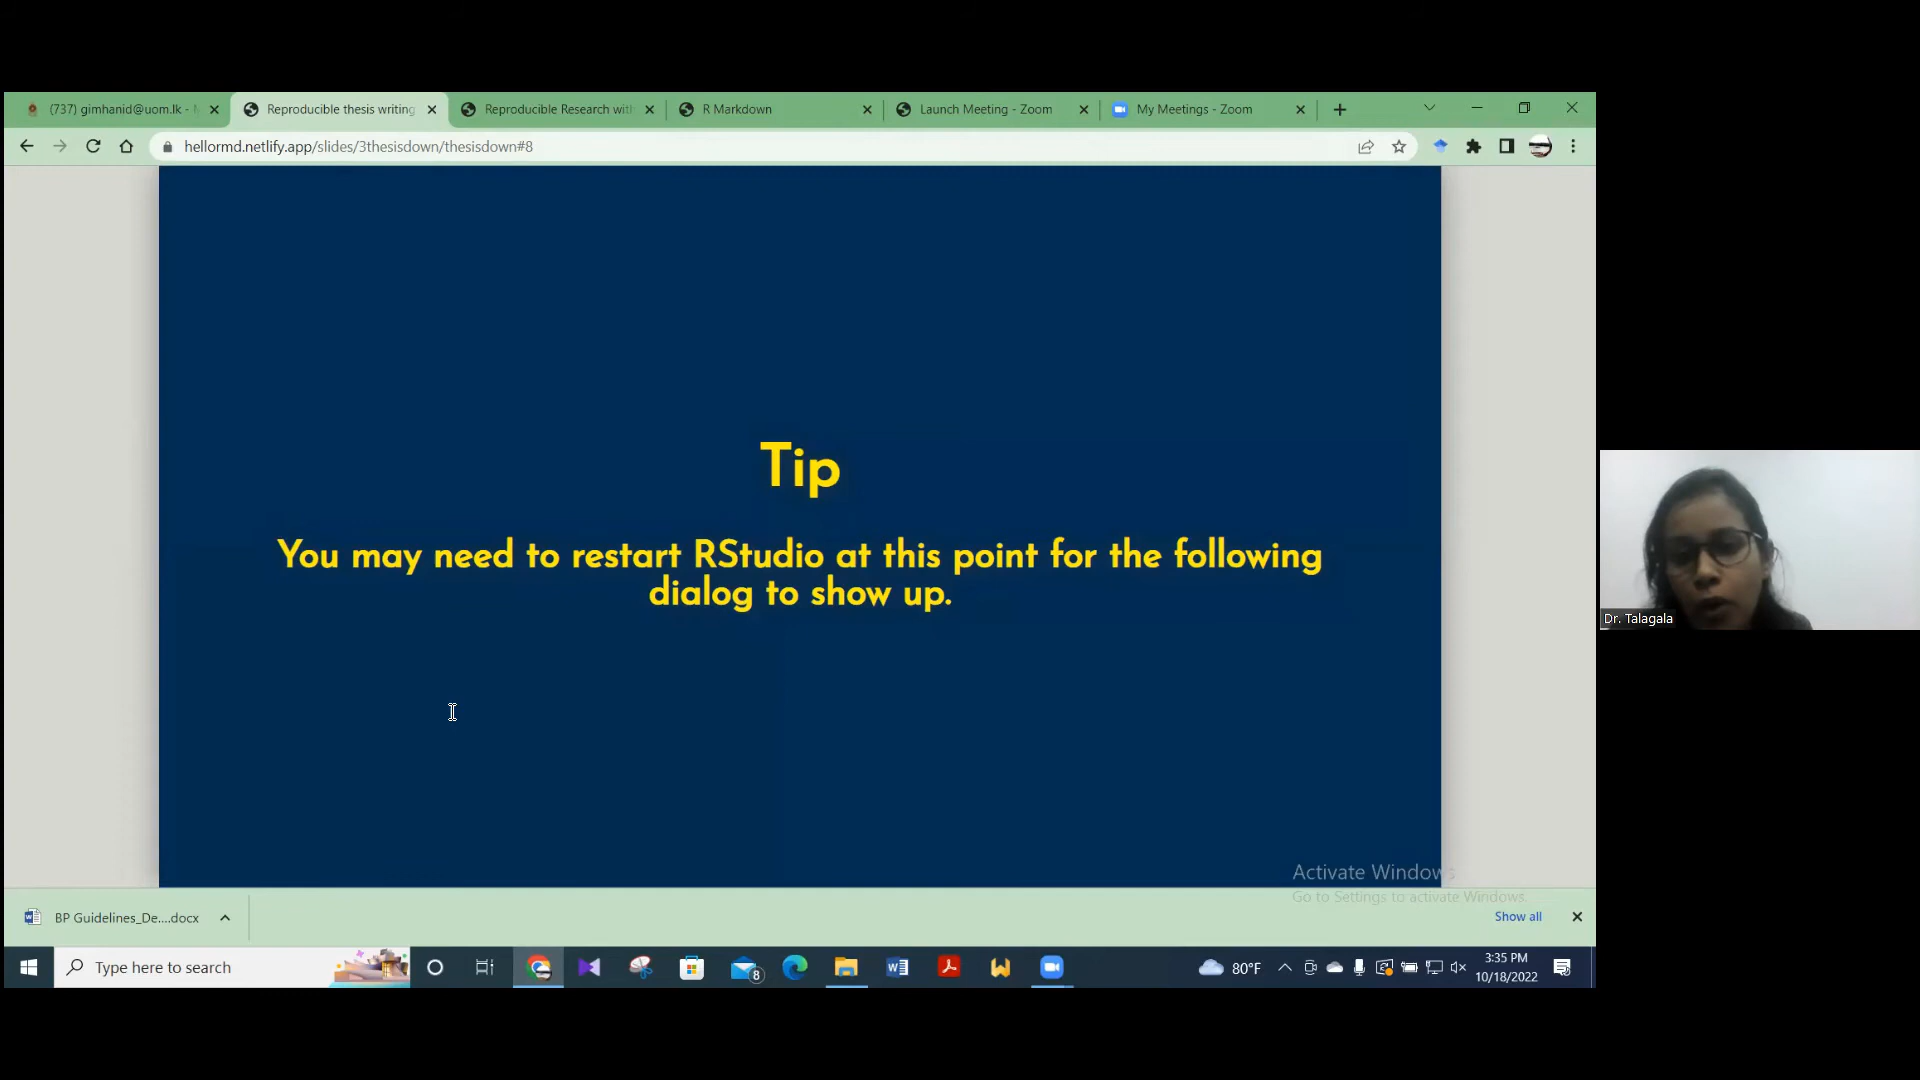 (737) gimhanid@uom.lk -
Reproducible thesis writing
Reproducible Research with
R Markdown
Launch Meeting - Zoom
My Meetings - Zoom
hellormd.netlify.app/slides/3thesisdown/thesisdown#8
Tip
You may need to restart RStudio at this point for the following
dialog to show up.
Dr. Talagala
Activate Windows
Go to Settings to activate Windows.
BP Guidelines_De....docx
Show all
Type here to search
8
80°F
3:35 PM
10/18/2022